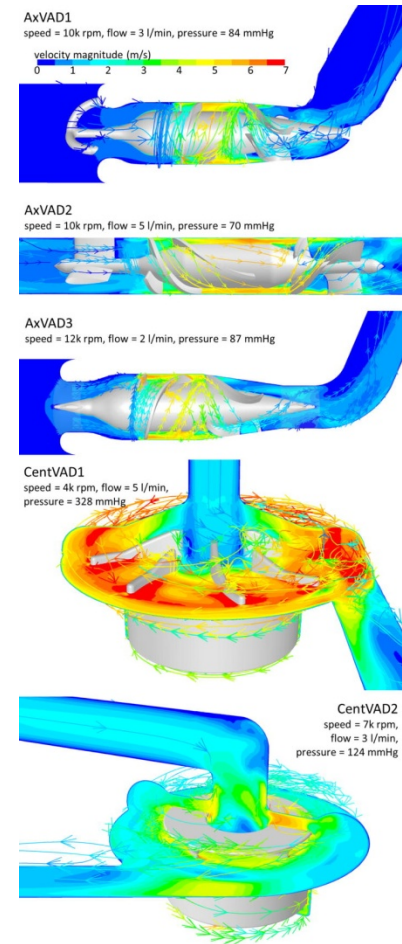 AxVAD1
speed = 10k rpm, flow = 3 l/min, pressure = 84 mmHg
velocity magnitude (m/s)
0 1 2 3 4 5 6 7
AxVAD2
speed = 10k rpm, flow = 5 l/min, pressure = 70 mmHg
AxVAD3
speed = 12k rpm, flow = 2 l/min, pressure = 87 mmHg
CentVAD1
speed = 4k rpm, flow = 5 l/min,
pressure = 328 mmHg
CentVAD2
speed = 7k rpm,
flow = 3 l/min,
pressure = 124 mmHg